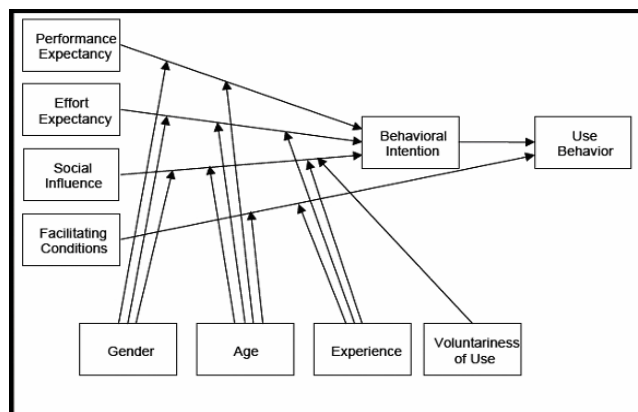 Performance
Expectancy
Effort
Expectancy
Social
Influence
Facilitating
Conditions
Behavioral
Intention
Use
Behavior
Gender
Age
Experience
Voluntariness
of Use